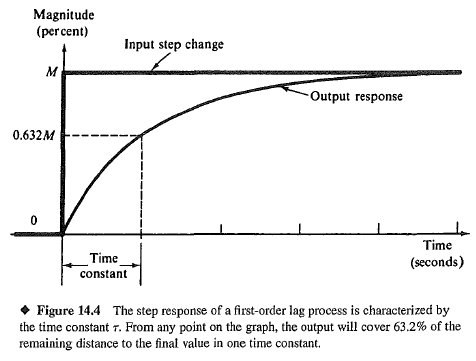 Magnitude
(percent)
Input step change
M
Output response
0.632M
0
Time
constant
Time
(seconds)
◆ Figure 14.4 The step response of a first-order lag process is characterized by
the time constant τ. From any point on the graph, the output will cover 63.2% of the
remaining distance to the final value in one time constant.